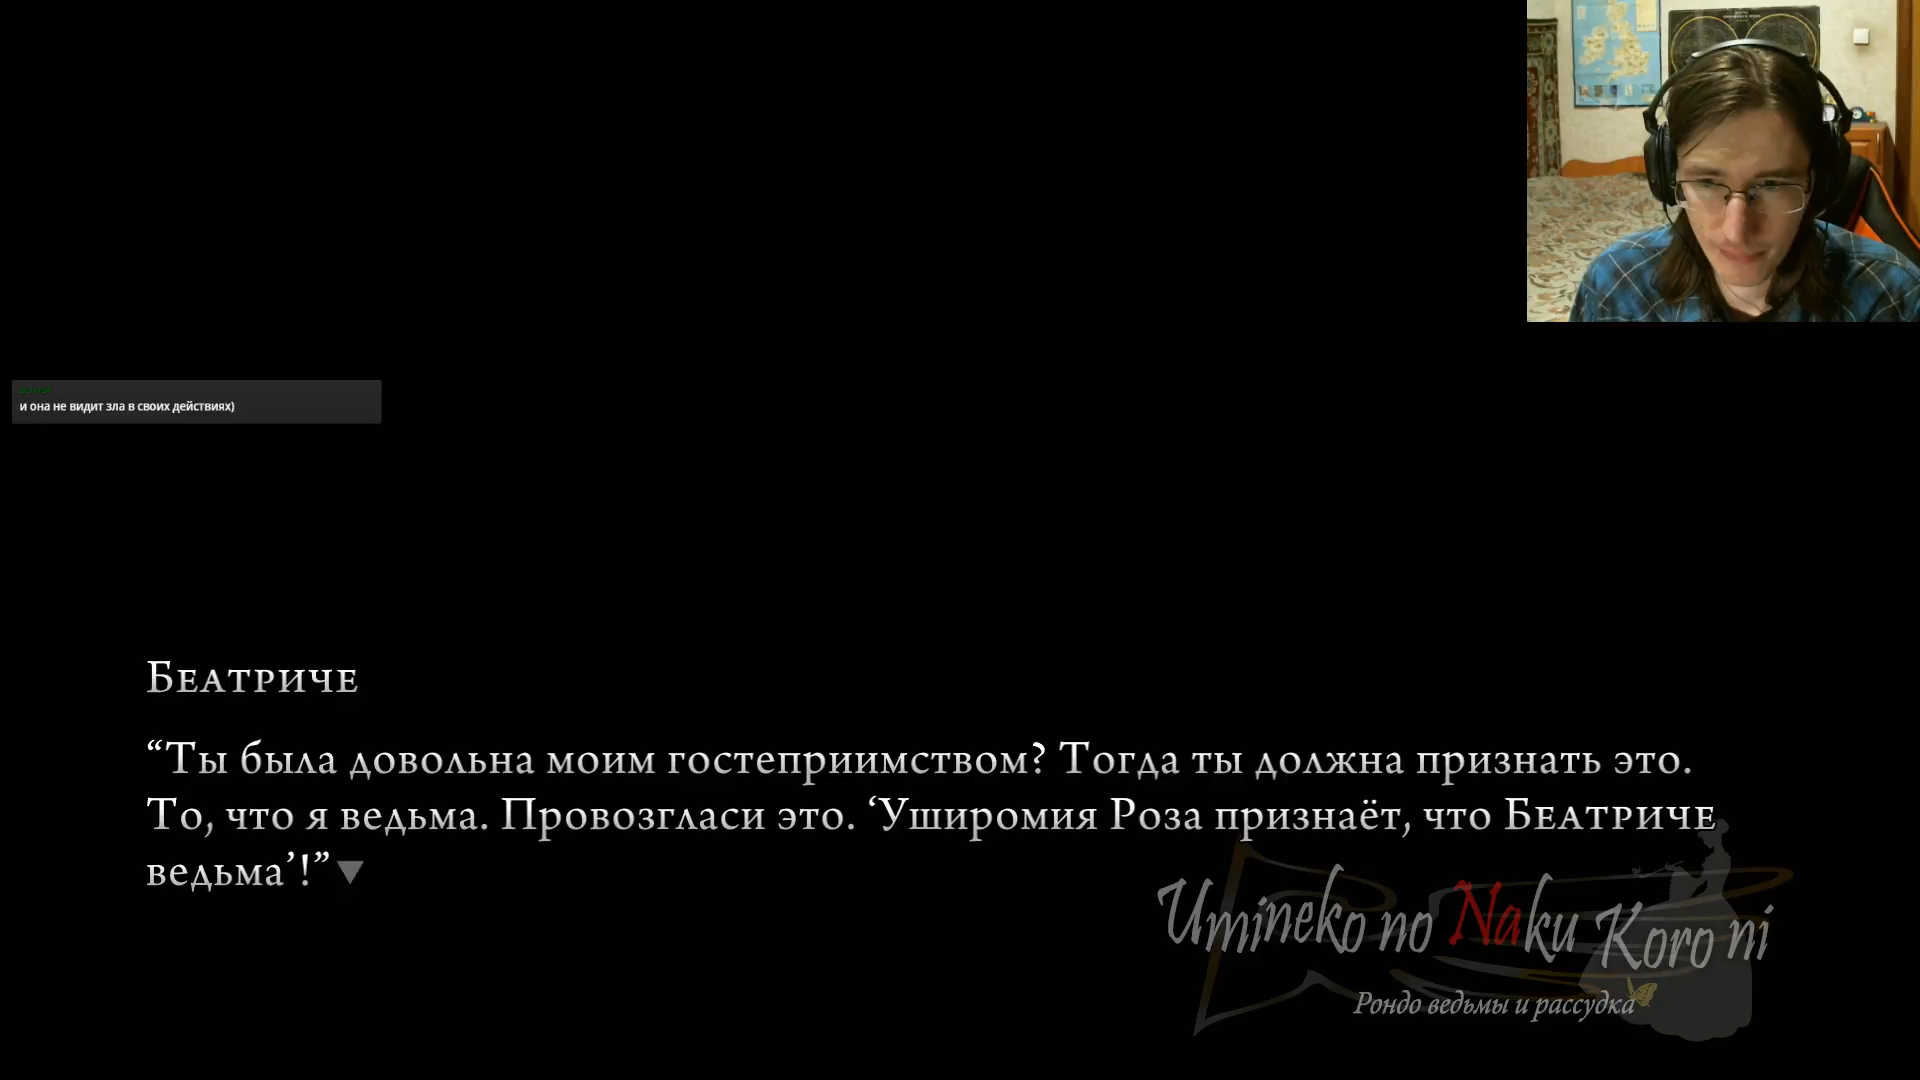 и она не видит зла в своих действиях)
Беатриче
“Ты была довольна моим гостеприимством? Тогда ты должна признать это.
То, что я ведьма. Провозгласи это. ‘Уширомия Роза признаёт, что Беатриче
ведьма’!”
Umineko no Naku Koro ni
Рондо ведьмы и рассудка